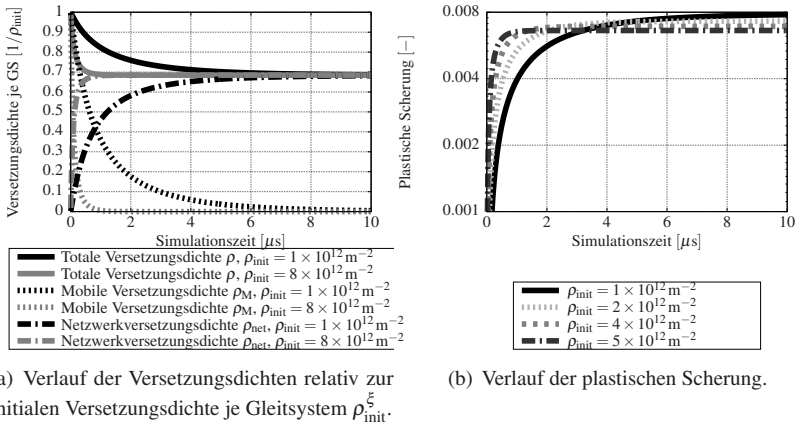 Versetzungsdichte je GS [1/ρinit]
1
0.9
0.8
0.7
0.6
0.5
0.4
0.3
0.2
0.1
0
0 2 4 6 8 10
Simulationszeit [µs]
Totale Versetzungsdichte ρ, ρinit = 1×10¹² m⁻²
Totale Versetzungsdichte ρ, ρinit = 8×10¹² m⁻²
Mobile Versetzungsdichte ρM, ρinit = 1×10¹² m⁻²
Mobile Versetzungsdichte ρM, ρinit = 8×10¹² m⁻²
Netzwerkversetzungsdichte ρnet, ρinit = 1×10¹² m⁻²
Netzwerkversetzungsdichte ρnet, ρinit = 8×10¹² m⁻²
a) Verlauf der Versetzungsdichten relativ zur
nitialen Versetzungsdichte je Gleitsystem ρ^ξ_init.
Plastische Scherung [−]
0.008
0.004
0.002
0.001
0 2 4 6 8 10
Simulationszeit [µs]
ρinit = 1×10¹² m⁻²
ρinit = 2×10¹² m⁻²
ρinit = 4×10¹² m⁻²
ρinit = 5×10¹² m⁻²
(b) Verlauf der plastischen Scherung.